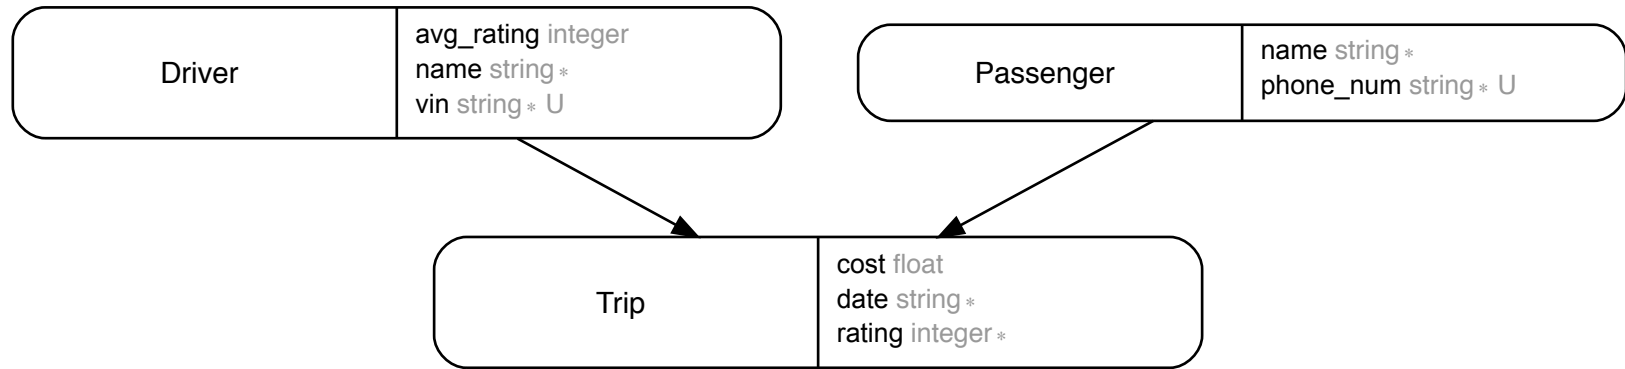 Driver
avg_rating integer
name string *
vin string * U
Passenger
name string *
phone_num string * U
Trip
cost float
date string *
rating integer *